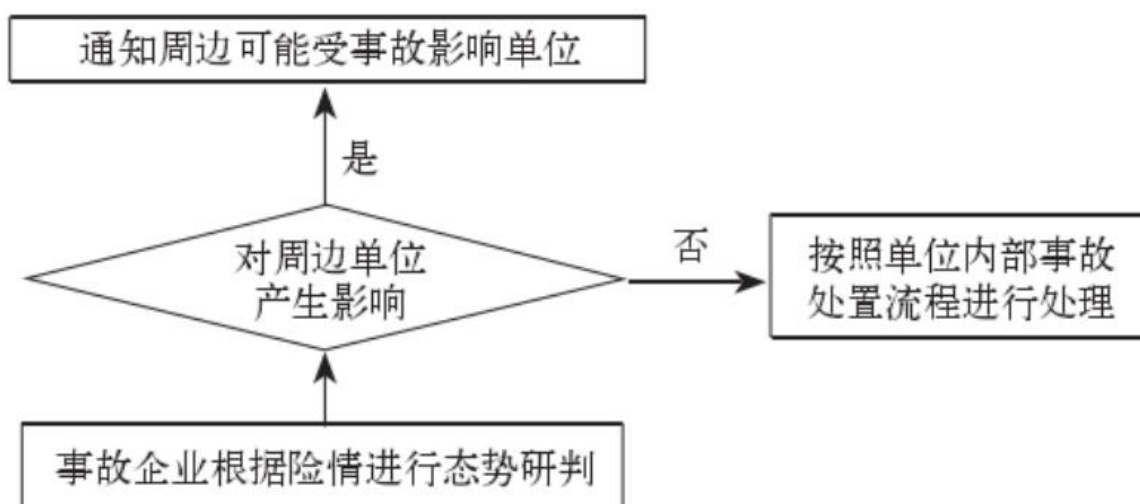 通知周边可能受事故影响单位
是
对周边单位
产生影响
否
按照单位内部事故
处置流程进行处理
事故企业根据险情进行态势研判